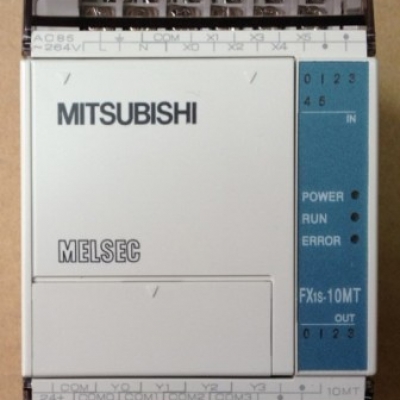 AC85 ⏚ COM X1 X3 X5 •
~264V L N X0 X2 X4 •
MITSUBISHI
0 1 2 3
4 5
IN
POWER
RUN
ERROR
MELSEC
FX1S-10MT
OUT
0 1 2 3
COM Y0 Y1 Y2 Y3 • •
24+ COM0 COM1 COM2 COM3 • 10MT